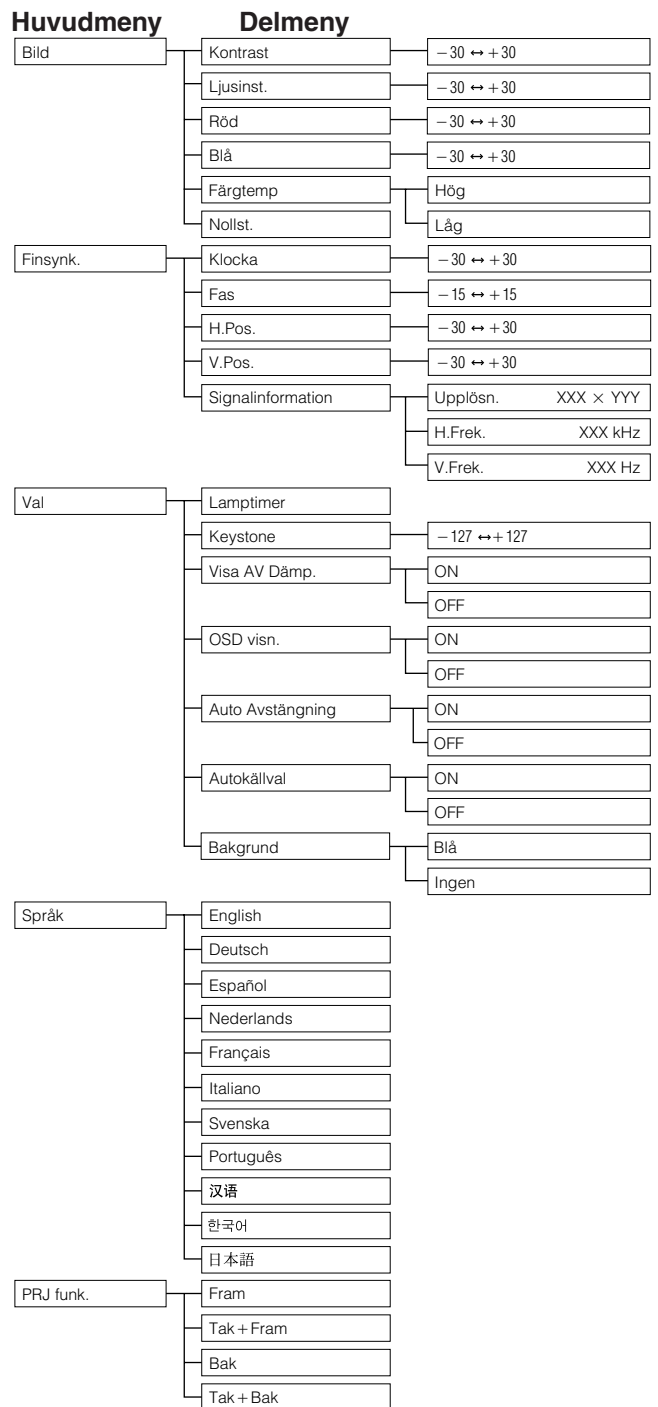 Huvudmeny Delmeny
Bild Kontrast −30 ↔ +30
Ljusinst. −30 ↔ +30
Röd −30 ↔ +30
Blå −30 ↔ +30
Färgtemp Hög
Nollst. Låg
Finsynk. Klocka −30 ↔ +30
Fas −15 ↔ +15
H.Pos. −30 ↔ +30
V.Pos. −30 ↔ +30
Signalinformation Upplösn. XXX × YYY
H.Frek. XXX kHz
V.Frek. XXX Hz
Val Lamptimer
Keystone −127 ↔+127
Visa AV Dämp. ON
OFF
OSD visn. ON
OFF
Auto Avstängning ON
OFF
Autokällval ON
OFF
Bakgrund Blå
Ingen
Språk English
Deutsch
Español
Nederlands
Français
Italiano
Svenska
Português
汉语
한국어
日本語
PRJ funk. Fram
Tak+Fram
Bak
Tak+Bak